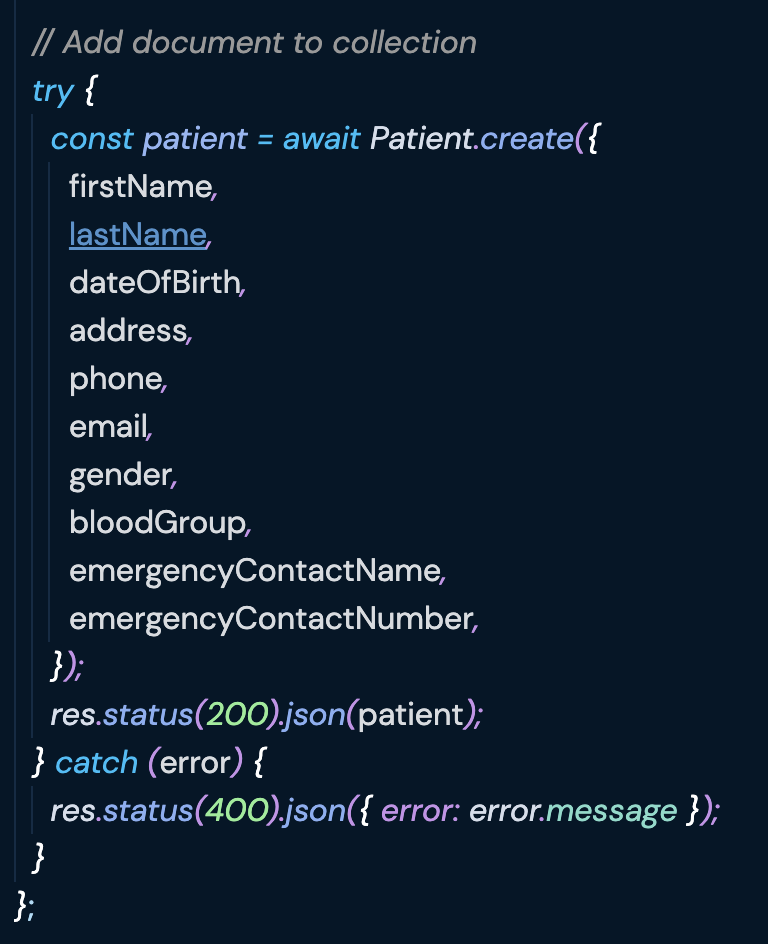 // Add document to collection
try {
const patient = await Patient.create({
firstName,
lastName,
dateOfBirth,
address,
phone,
email,
gender,
bloodGroup,
emergencyContactName,
emergencyContactNumber,
});
res.status(200).json(patient);
} catch (error) {
res.status(400).json({ error: error.message });
}
};